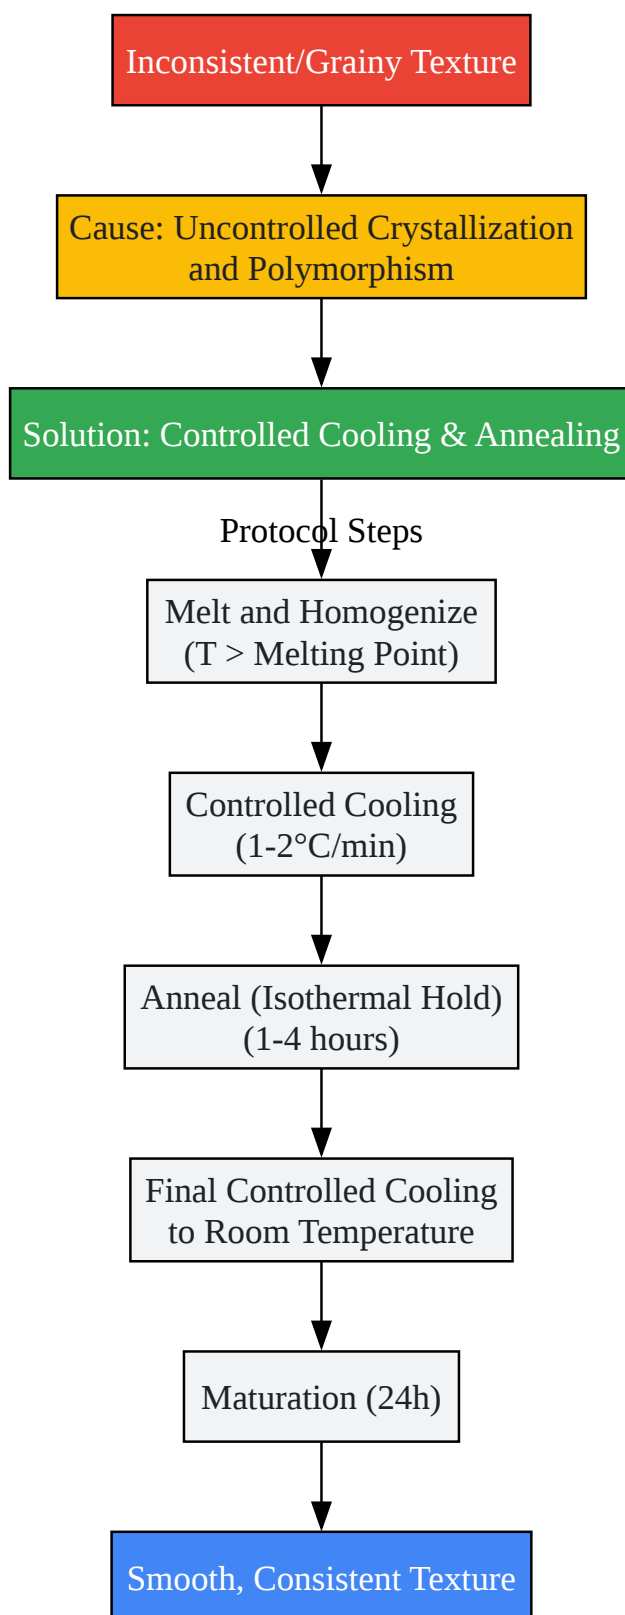 Inconsistent/Grainy Texture
Cause: Uncontrolled Crystallization
and Polymorphism
Solution: Controlled Cooling & Annealing
Protocol Steps
Melt and Homogenize
(T > Melting Point)
Controlled Cooling
(1-2°C/min)
Anneal (Isothermal Hold)
(1-4 hours)
Final Controlled Cooling
to Room Temperature
Maturation (24h)
Smooth, Consistent Texture